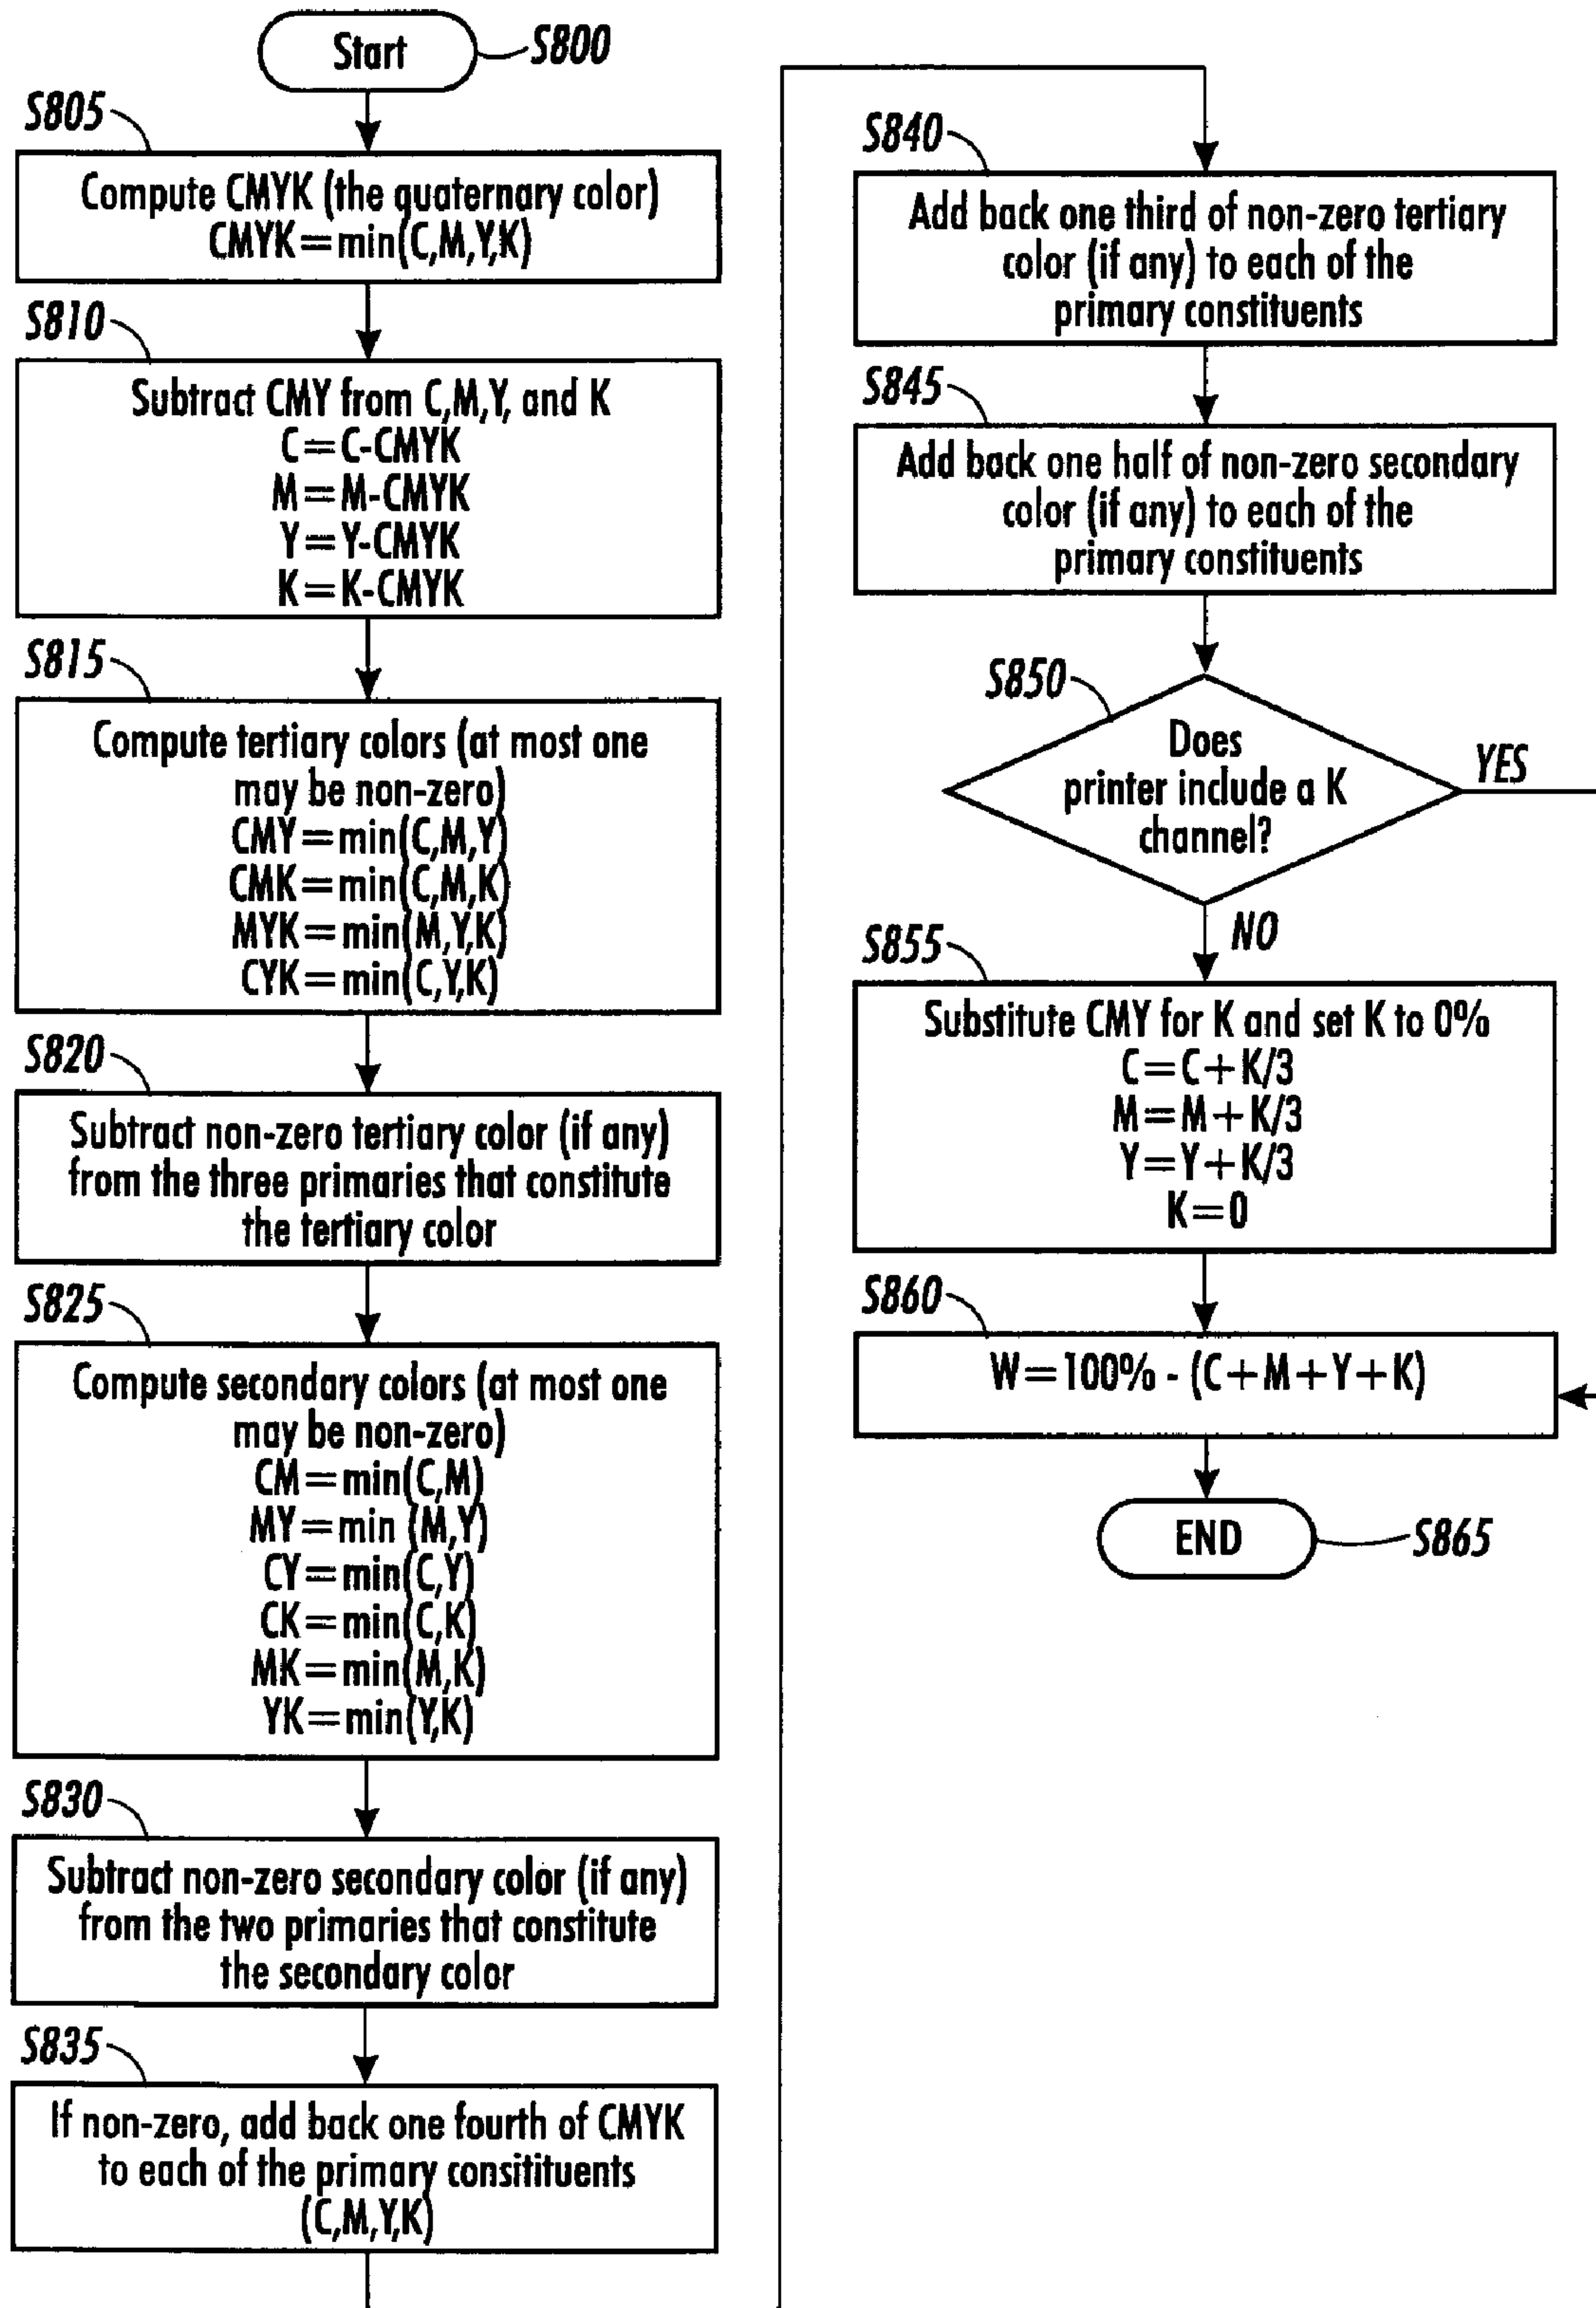 Start
S800
S805
Compute CMYK (the quaternary color)
CMYK=min(C,M,Y,K)
S810
Subtract CMY from C,M,Y, and K
C=C-CMYK
M=M-CMYK
Y=Y-CMYK
K=K-CMYK
S815
Compute tertiary colors (at most one
may be non-zero)
CMY=min(C,M,Y)
CMK=min(C,M,K)
MYK=min(M,Y,K)
CYK=min(C,Y,K)
S820
Subtract non-zero tertiary color (if any)
from the three primaries that constitute
the tertiary color
S825
Compute secondary colors (at most one
may be non-zero)
CM=min(C,M)
MY=min (M,Y)
CY=min(C,Y)
CK=min(C,K)
MK=min(M,K)
YK=min(Y,K)
S830
Subtract non-zero secondary color (if any)
from the two primaries that constitute
the secondary color
S835
If non-zero, add back one fourth of CMYK
to each of the primary consitituents
(C,M,Y,K)
S840
Add back one third of non-zero tertiary
color (if any) to each of the
primary constituents
S845
Add back one half of non-zero secondary
color (if any) to each of the
primary constituents
S850
Does
printer include a K
channel?
YES
NO
S855
Substitute CMY for K and set K to 0%
C=C+K/3
M=M+K/3
Y=Y+K/3
K=0
S860
W=100% - (C+M+Y+K)
END
S865